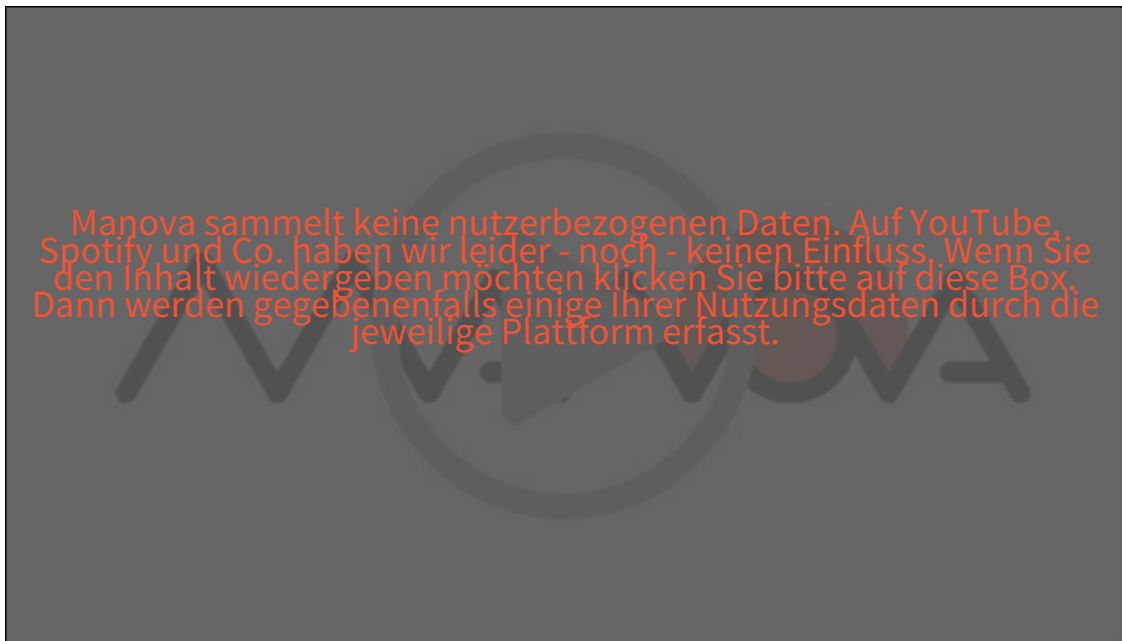 Manova sammelt keine nutzerbezogenen Daten. Auf YouTube,
Spotify und Co. haben wir leider - noch - keinen Einfluss. Wenn Sie
den Inhalt wiedergeben möchten klicken Sie bitte auf diese Box.
Dann werden gegebenenfalls einige Ihrer Nutzungsdaten durch die
jeweilige Plattform erfasst.
MANOVA